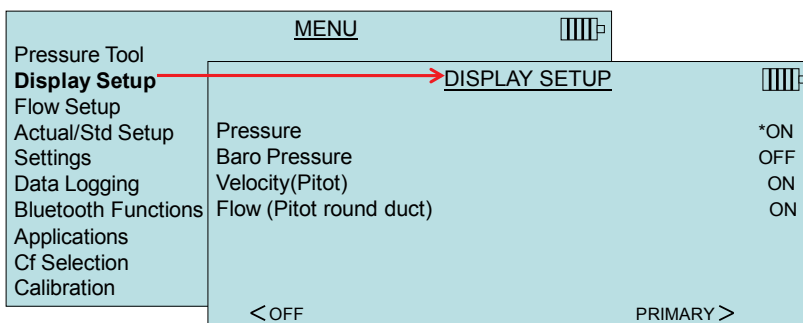 MENU
Pressure Tool
Display Setup
Flow Setup
Actual/Std Setup
Settings
Data Logging
Bluetooth Functions
Applications
Cf Selection
Calibration
DISPLAY SETUP
Pressure *ON
Baro Pressure OFF
Velocity(Pitot) ON
Flow (Pitot round duct) ON
<OFF PRIMARY>